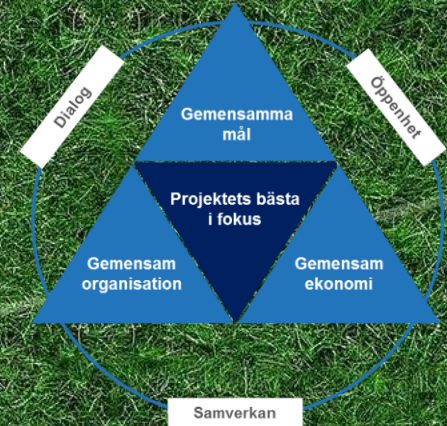 Dialog
Öppenhet
Gemensamma
mål
Projektets bästa
i fokus
Gemensam
organisation
Gemensam
ekonomi
Samverkan